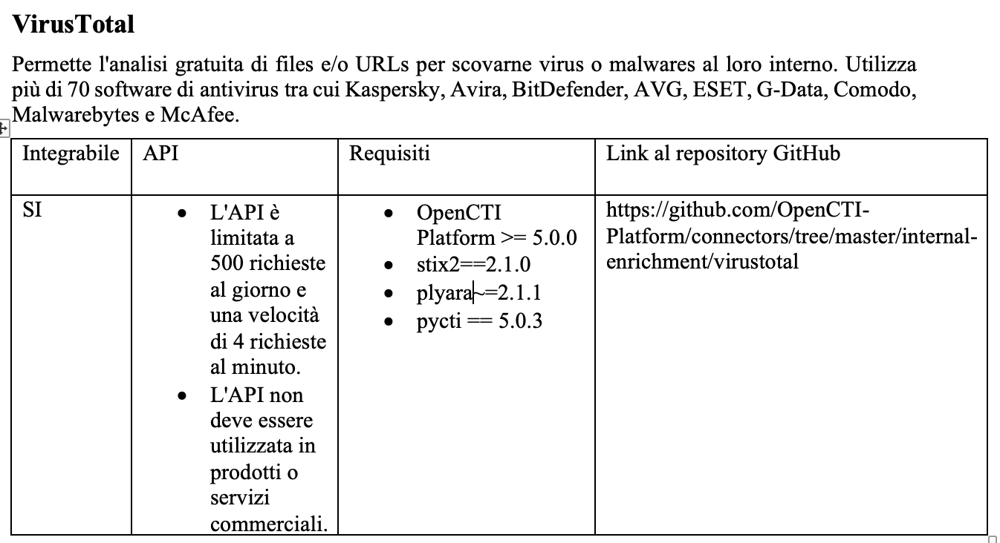 VirusTotal
Permette l'analisi gratuita di files e/o URLs per scovarne virus o malwares al loro interno. Utilizza
più di 70 software di antivirus tra cui Kaspersky, Avira, BitDefender, AVG, ESET, G-Data, Comodo,
Malwarebytes e McAfee.
Integrabile
API
Requisiti
Link al repository GitHub
SI
• L'API è
limitata a
500 richieste
al giorno e
una velocità
di 4 richieste
al minuto.
• L'API non
deve essere
utilizzata in
prodotti o
servizi
commerciali.
• OpenCTI
Platform >= 5.0.0
• stix2==2.1.0
• plyara~=2.1.1
• pycti == 5.0.3
https://github.com/OpenCTI-
Platform/connectors/tree/master/internal-
enrichment/virustotal